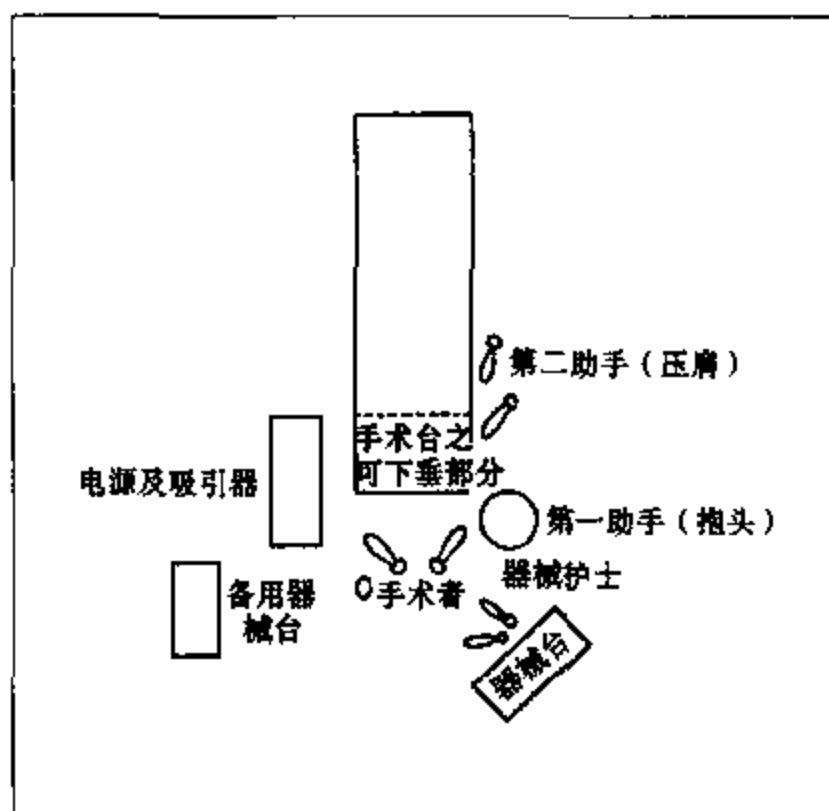 第二助手（压肩）
手术台之
可下垂部分
电源及吸引器
第一助手（抱头）
器械护士
手术者
备用器
械台
器械台